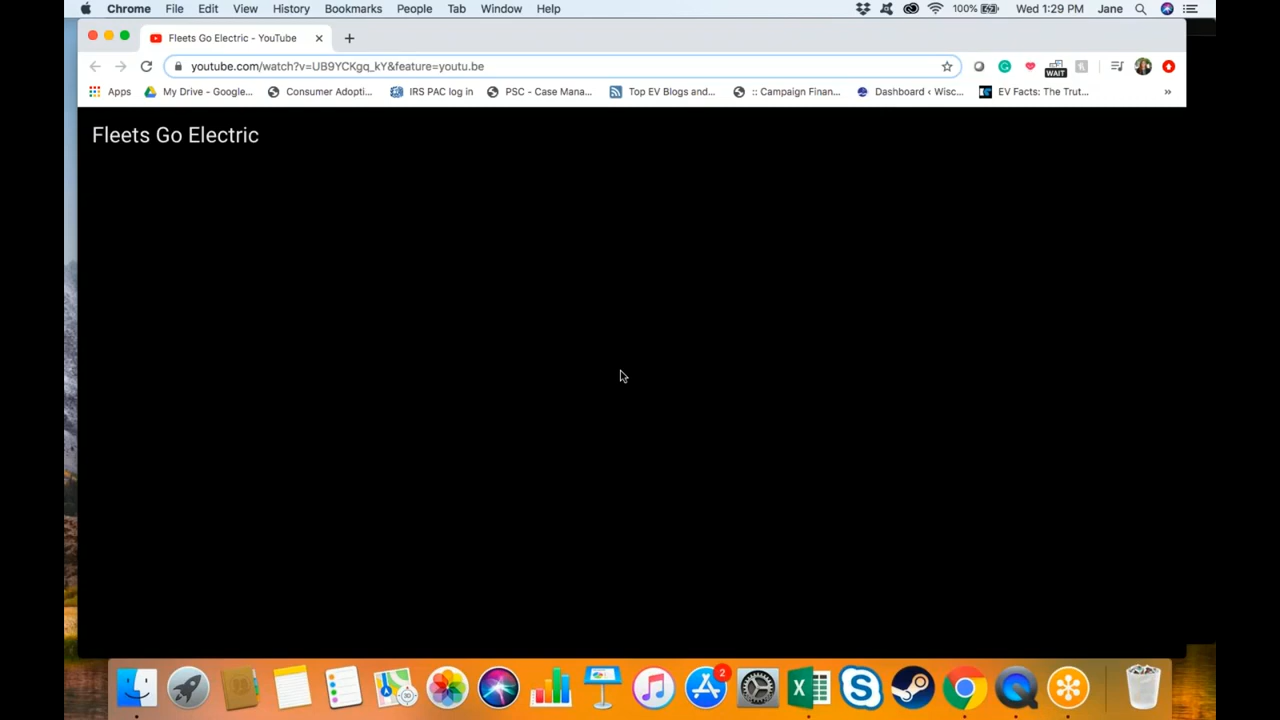 Chrome File Edit View History Bookmarks People Tab Window Help 100% Wed 1:29 PM Jane
Fleets Go Electric - YouTube
youtube.com/watch?v=UB9YCKgq_kY&feature=youtu.be WAIT
Apps My Drive - Google... Consumer Adopti... IRS PAC log in PSC - Case Mana... Top EV Blogs and... :: Campaign Finan... Dashboard ‹ Wisc... EV Facts: The Trut... »
Fleets Go Electric
2